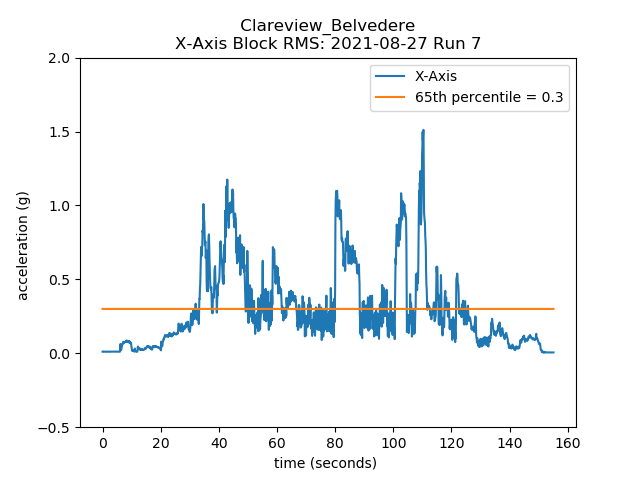 Clareview_Belvedere
X-Axis Block RMS: 2021-08-27 Run 7
X-Axis
65th percentile = 0.3
acceleration (g)
2.0
1.5
1.0
0.5
0.0
−0.5
0 20 40 60 80 100 120 140 160
time (seconds)